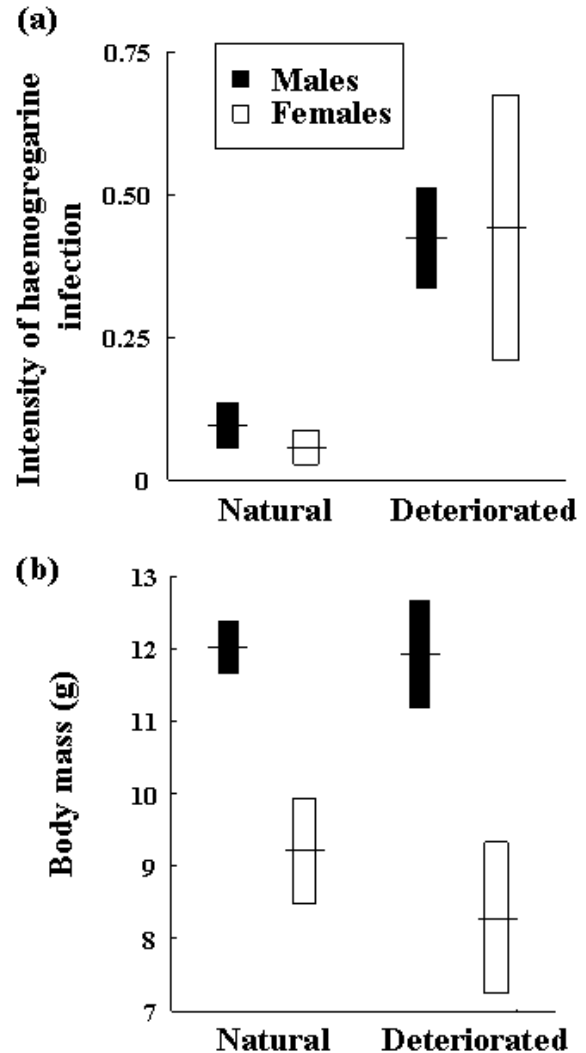 (a)
0.75
0.50
0.25
0
Intensity of haemogregarine
infection
Males
Females
Natural Deteriorated
(b)
13
12
11
10
9
8
7
Body mass (g)
Natural Deteriorated